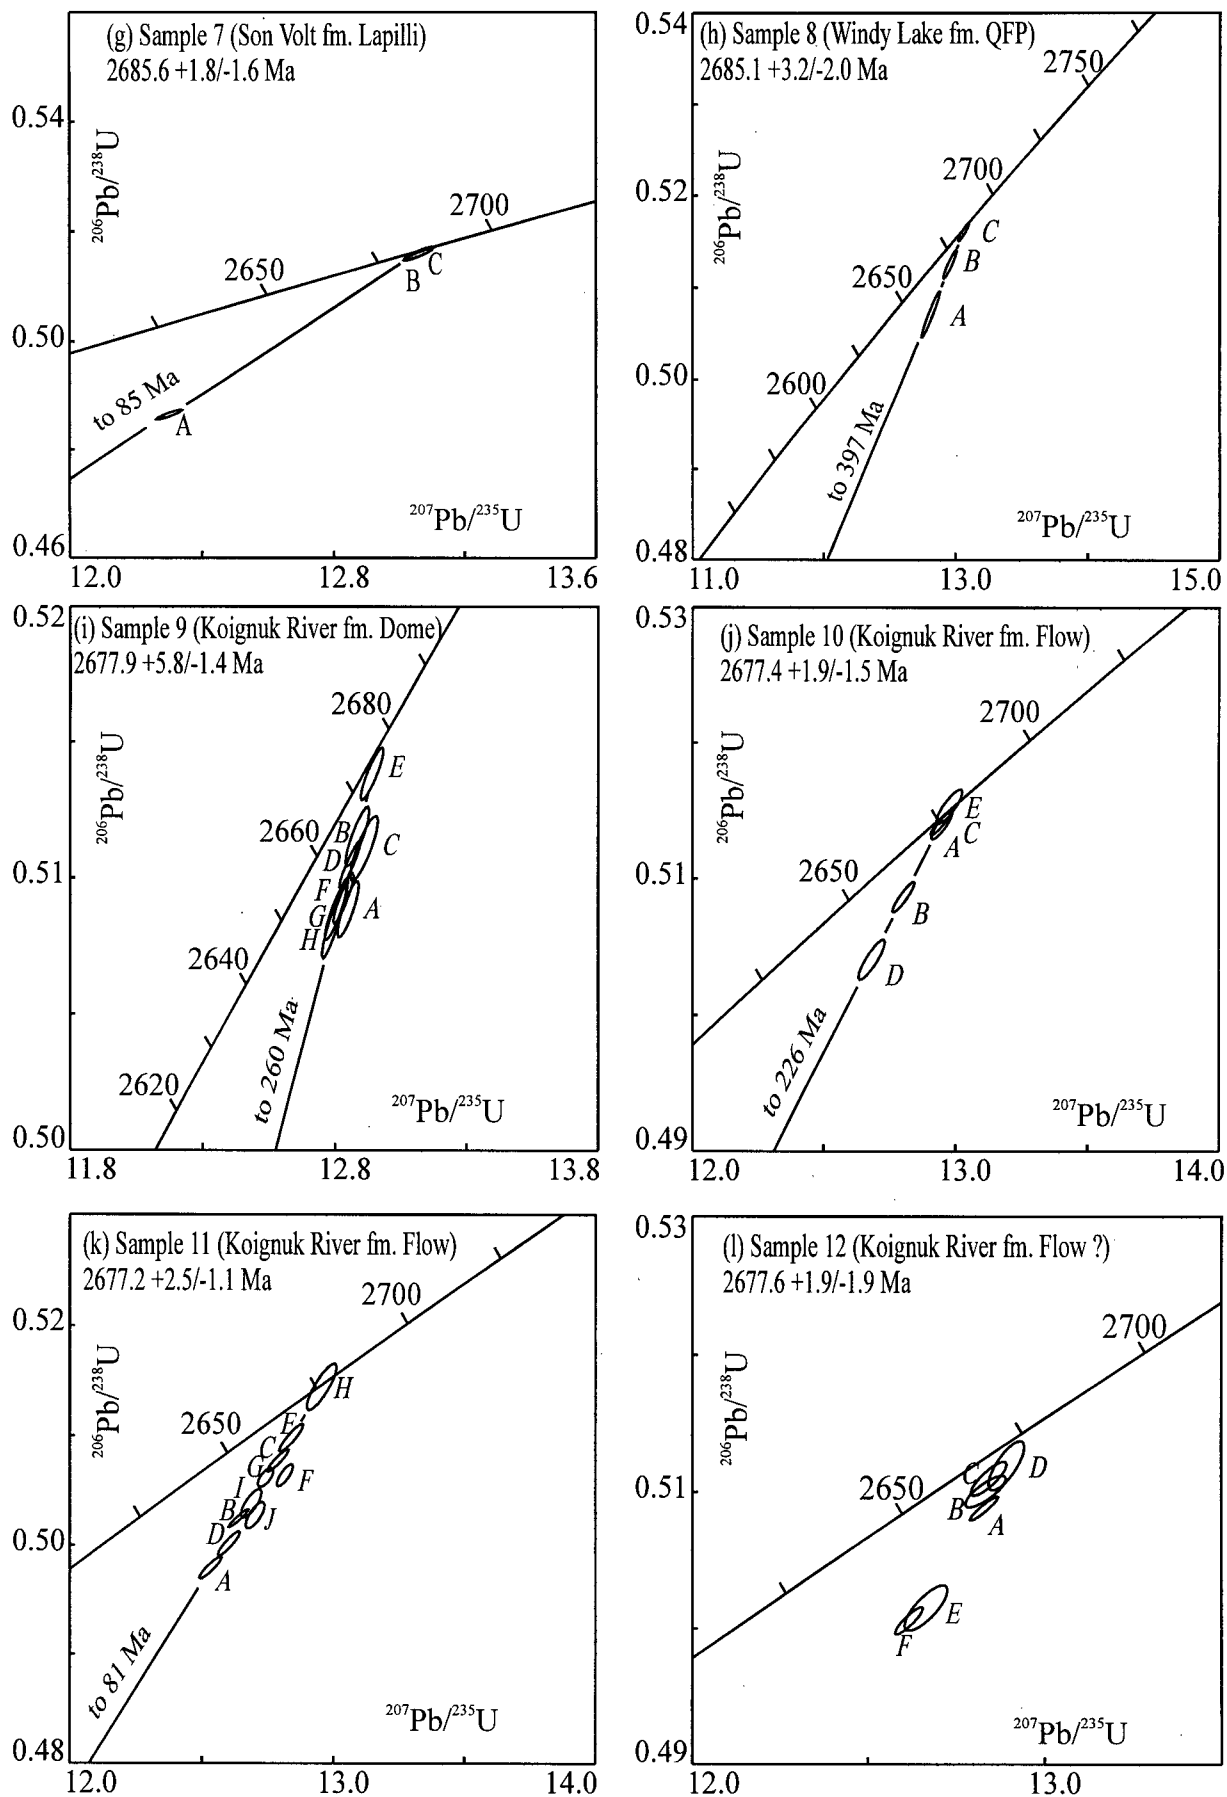 (g) Sample 7 (Son Volt fm. Lapilli)
2685.6 +1.8/-1.6 Ma
0.54
0.50
0.46
206Pb/238U
2650
2700
B
C
to 85 Ma
A
207Pb/235U
12.0
12.8
13.6
(h) Sample 8 (Windy Lake fm. QFP)
2685.1 +3.2/-2.0 Ma
0.54
0.52
0.50
0.48
206Pb/238U
2750
2700
2650
2600
C
B
A
to 397 Ma
207Pb/235U
11.0
13.0
15.0
(i) Sample 9 (Koignuk River fm. Dome)
2677.9 +5.8/-1.4 Ma
0.52
0.51
0.50
206Pb/238U
2680
2660
2640
2620
E
B
C
D
F
A
G
H
to 260 Ma
207Pb/235U
11.8
12.8
13.8
(j) Sample 10 (Koignuk River fm. Flow)
2677.4 +1.9/-1.5 Ma
0.53
0.51
0.49
206Pb/238U
2700
2650
E
C
A
B
D
to 226 Ma
207Pb/235U
12.0
13.0
14.0
(k) Sample 11 (Koignuk River fm. Flow)
2677.2 +2.5/-1.1 Ma
0.52
0.50
0.48
206Pb/238U
2700
2650
H
E
C
G
F
I
B
J
D
A
to 81 Ma
207Pb/235U
12.0
13.0
14.0
(l) Sample 12 (Koignuk River fm. Flow ?)
2677.6 +1.9/-1.9 Ma
0.53
0.51
0.49
206Pb/238U
2700
2650
C
D
B
A
E
F
207Pb/235U
12.0
13.0